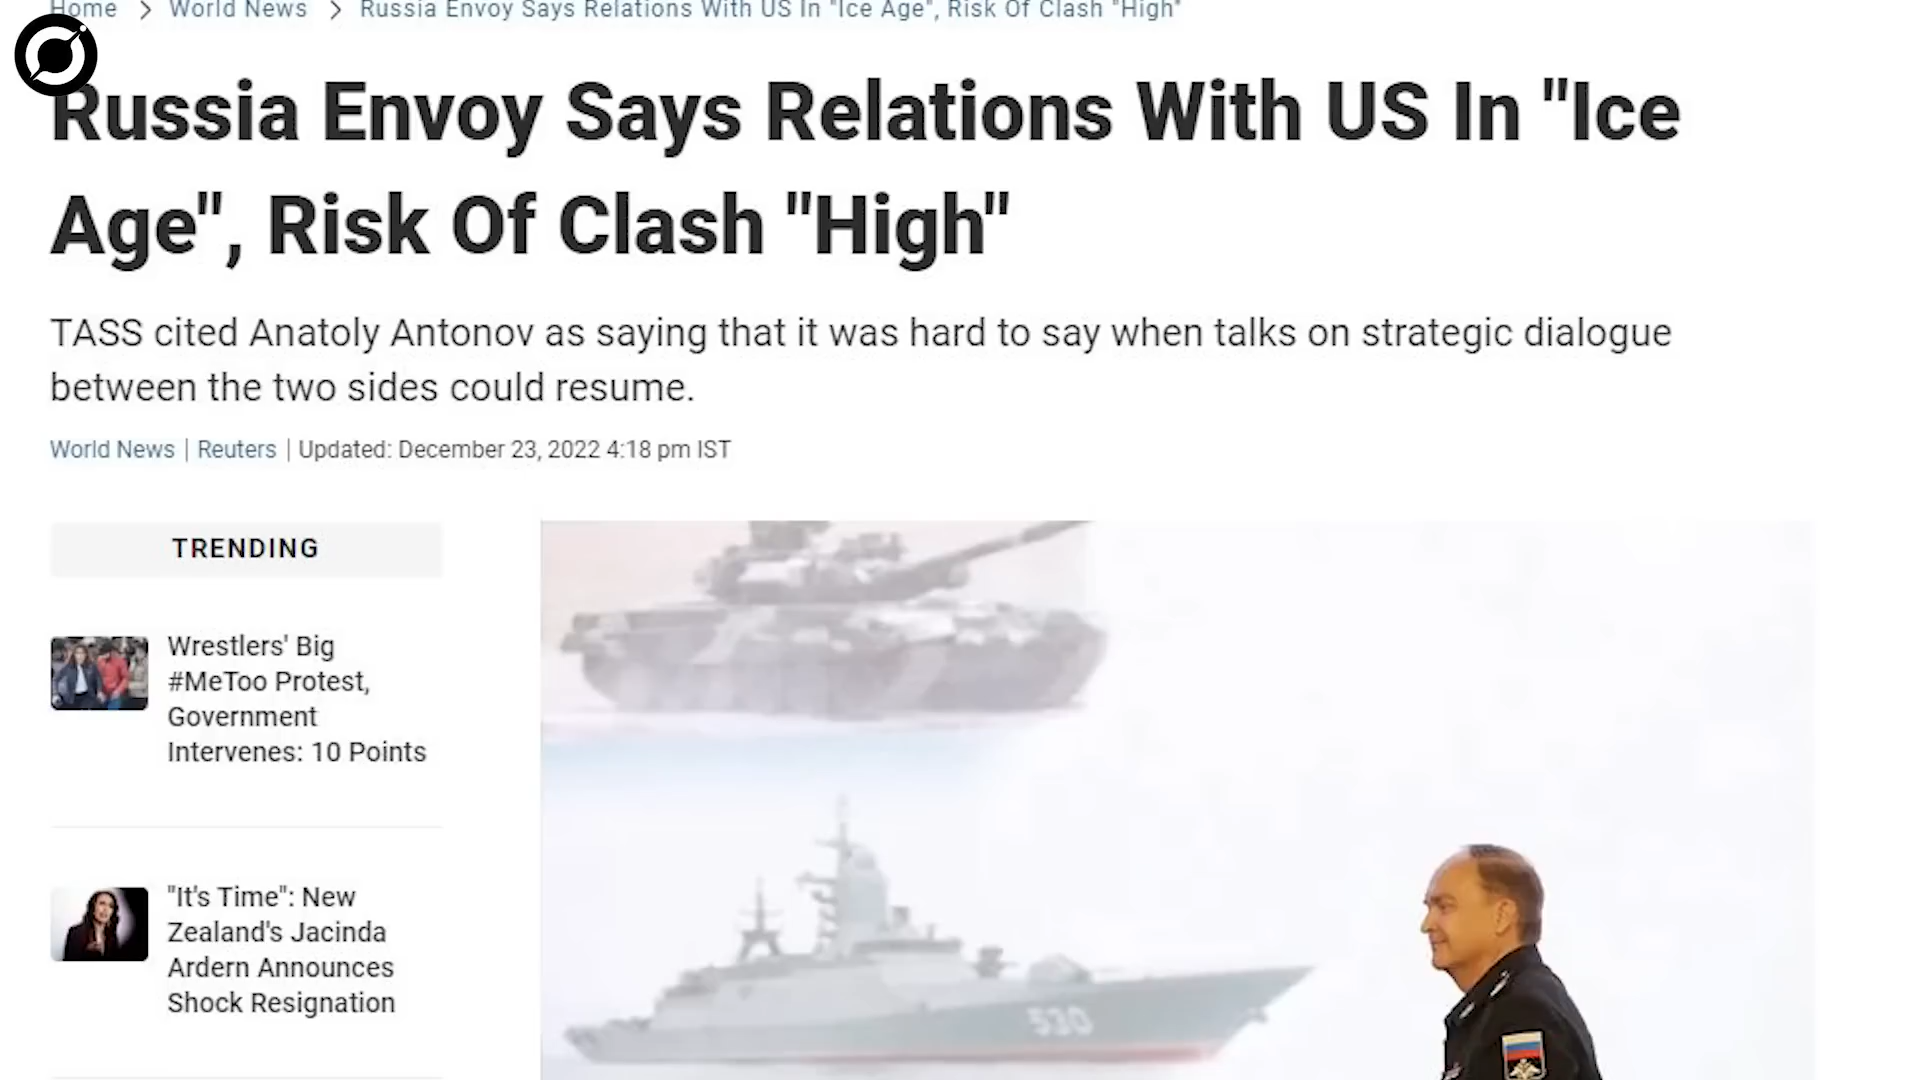 Home > World News > Russia Envoy Says Relations With US In "Ice Age", Risk Of Clash "High"
Russia Envoy Says Relations With US In "Ice
Age", Risk Of Clash "High"
TASS cited Anatoly Antonov as saying that it was hard to say when talks on strategic dialogue
between the two sides could resume.
World News | Reuters | Updated: December 23, 2022 4:18 pm IST
TRENDING
Wrestlers' Big
#MeToo Protest,
Government
Intervenes: 10 Points
"It's Time": New
Zealand's Jacinda
Ardern Announces
Shock Resignation
530